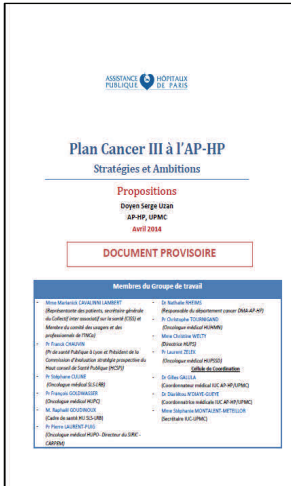 ASSISTANCE HÔPITAUX
PUBLIQUE DE PARIS
Plan Cancer III à l'AP-HP
Stratégies et Ambitions
Propositions
Doyen Serge Uzan
AP-HP, UPMC
Avril 2014
DOCUMENT PROVISOIRE
Membres du Groupe de travail
- Mme Marianick CAVALLINI LAMBERT
(Représentante des patients, secrétaire générale
du Collectif inter associatif sur la santé (CISS) et
Membre du comité des usagers et des
professionnels de l'INCa)
- Pr Franck CHAUVIN
(Pr de santé Publique à Lyon et Président de la
Commission d'évaluation stratégie prospective du
Haut conseil de Santé Publique (HCSP))
- Pr Stéphane CULINE
(Oncologue médical SLS-LRB)
- Pr François GOLDWASSER
(Oncologue médical HUPC)
- M. Raphaël GOUDINOUX
(Cadre de santé HU SLS-LRB)
- Pr Pierre LAURENT-PUIG
(Oncologue médical HUPO - Directeur du SIRIC -
CARPEM)
- Dr Nathalie
(Responsable du département cancer DMA-AP-HP)
- Pr Christophe TOURNIGAND
(Oncologue médical HUHMN)
- Mme Christine WELTY
(Directrice HUPS)
- Pr Laurent ZELEK
(Oncologue médical HUPSSD)
Cellule de Coordination
- Dr Gilles GALULA
(Coordonnateur médical IUC AP-HP/UPMC)
- Dr Diariétou N'DIAYE-GUEYE
(Coordonnatrice médicale IUC AP-HP/UPMC)
- Mme Stéphanie MONTALENT-METELLOR
(Secrétaire IUC-UPMC)